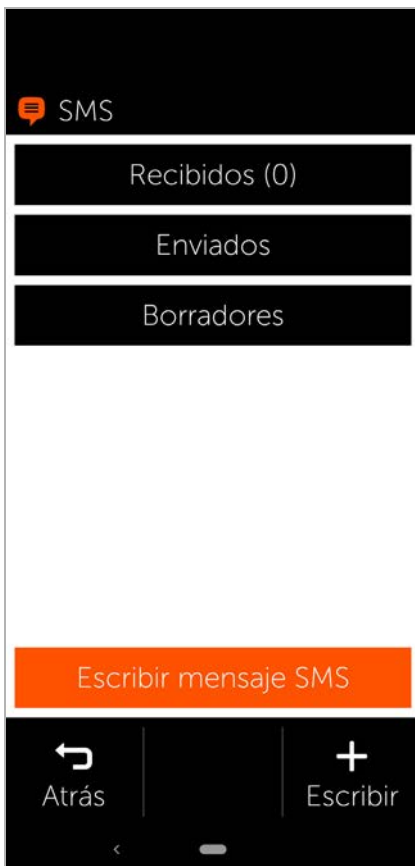 SMS
Recibidos (0)
Enviados
Borradores
Escribir mensaje SMS
Atrás
Escribir